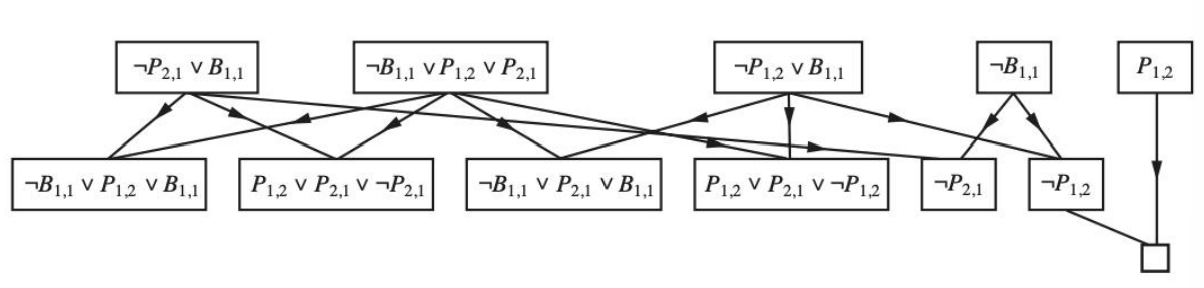 ¬P₂,₁ ∨ B₁,₁
¬B₁,₁ ∨ P₁,₂ ∨ P₂,₁
¬P₁,₂ ∨ B₁,₁
¬B₁,₁
P₁,₂
¬B₁,₁ ∨ P₁,₂ ∨ B₁,₁
P₁,₂ ∨ P₂,₁ ∨ ¬P₂,₁
¬B₁,₁ ∨ P₂,₁ ∨ B₁,₁
P₁,₂ ∨ P₂,₁ ∨ ¬P₁,₂
¬P₂,₁
¬P₁,₂